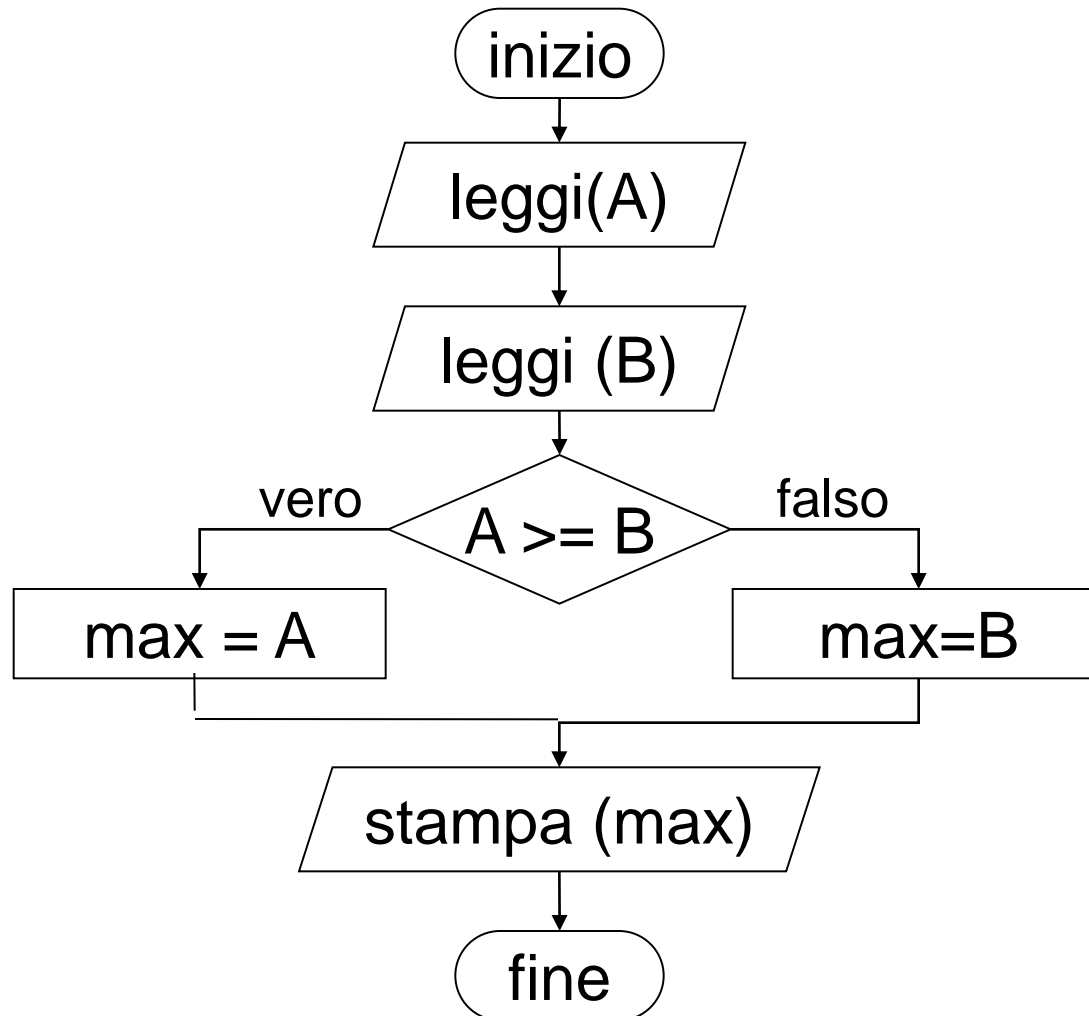 inizio
leggi(A)
leggi (B)
vero
falso
A >= B
max = A
max=B
stampa (max)
fine